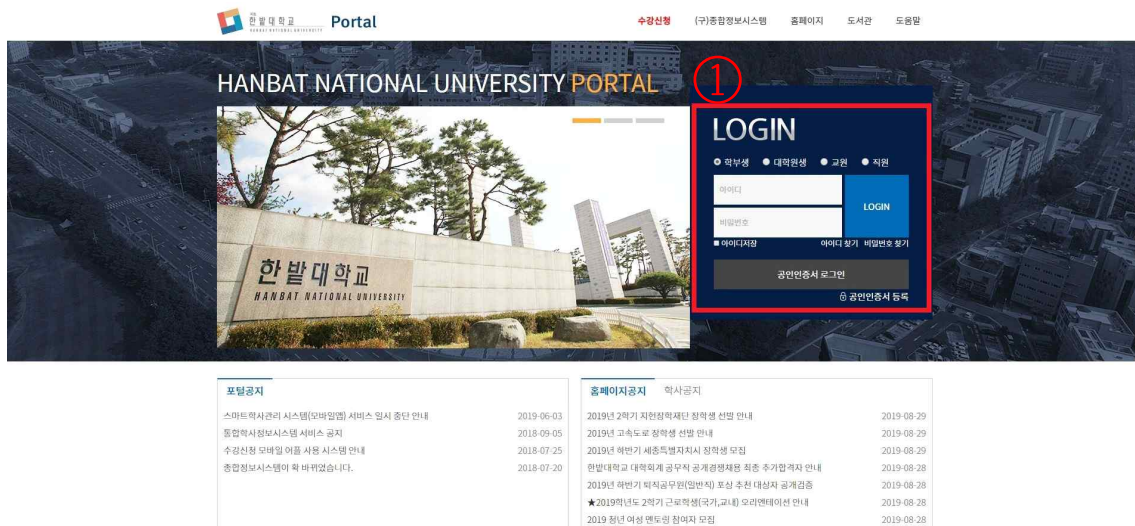 한밭대학교 Portal
수강신청 (구)종합정보시스템 홈페이지 도서관 도움말
HANBAT NATIONAL UNIVERSITY PORTAL
①
LOGIN
학부생 대학원생 교원 직원
아이디
비밀번호
LOGIN
아이디저장 아이디 찾기 비밀번호 찾기
공인인증서 로그인
공인인증서 등록
한밭대학교
HANBAT NATIONAL UNIVERSITY
포털공지
스마트학사관리 시스템(모바일앱) 서비스 일시 중단 안내 2019-06-03
통합학사정보시스템 서비스 공지 2018-09-05
수강신청 모바일 어플 사용 시스템 안내 2018-07-25
종합정보시스템이 확 바뀌었습니다. 2018-07-20
홈페이지공지 학사공지
2019년 2학기 지헌장학재단 장학생 선발 안내 2019-08-29
2019년 고속도로 장학생 선발 안내 2019-08-29
2019년 하반기 세종특별자치시 장학생 모집 2019-08-29
한밭대학교 대학회계 공무직 공개경쟁채용 최종 추가합격자 안내 2019-08-28
2019년 하반기 퇴직공무원(일반직) 포상 추천 대상자 공개검증 2019-08-28
★2019학년도 2학기 근로학생(국가,교내) 오리엔테이션 안내 2019-08-28
2019 청년 여성 멘토링 참여자 모집 2019-08-28